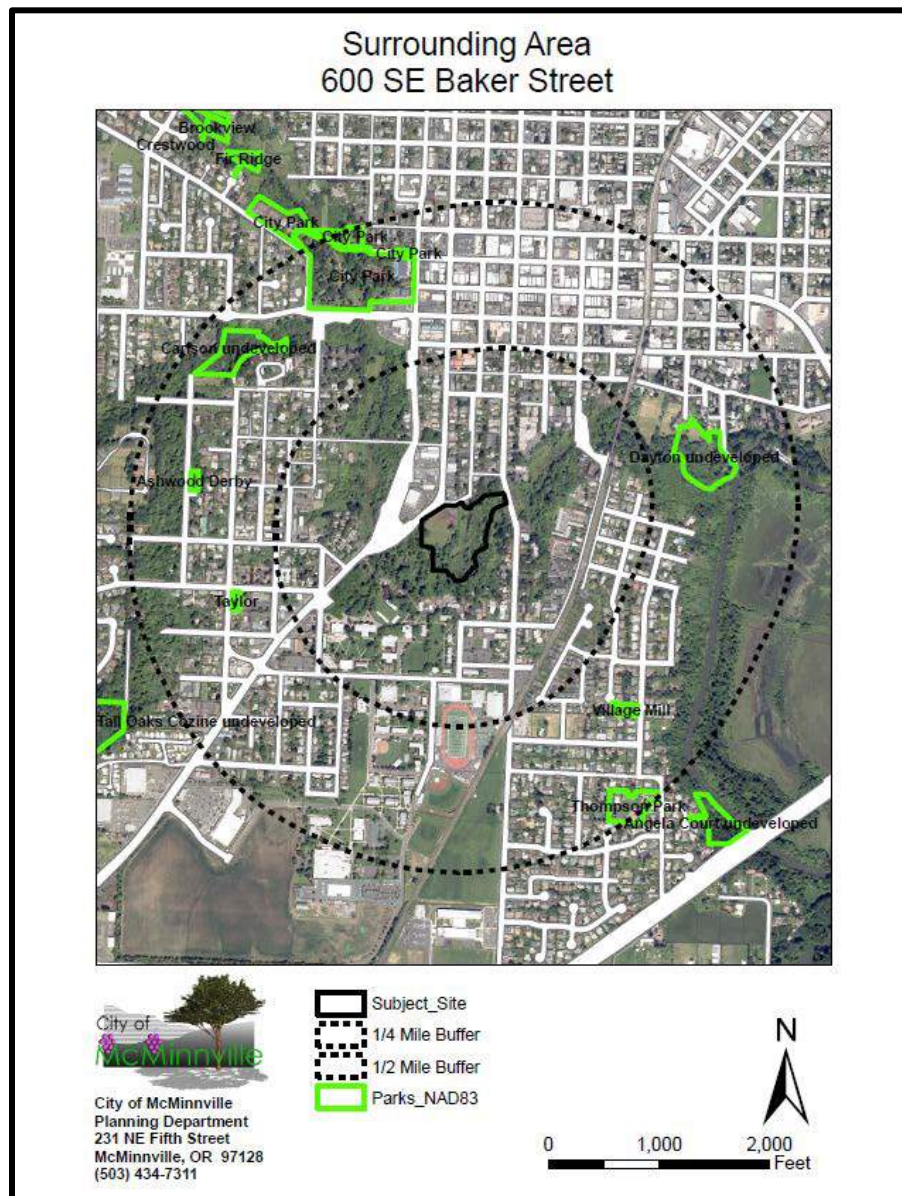 Surrounding Area
600 SE Baker Street
Brookview
Crestwood
Fir Ridge
City Park
City Park
City Park
City Park
Carlson undeveloped
Dayton undeveloped
Ashwood Derby
Taylor
Tall Oaks Cozine undeveloped
Village Mill
Thompson Park
Angela Court undeveloped
City of
McMinnville
City of McMinnville
Planning Department
231 NE Fifth Street
McMinnville, OR 97128
(503) 434-7311
Subject_Site
1/4 Mile Buffer
1/2 Mile Buffer
Parks_NAD83
N
0 1,000 2,000
Feet